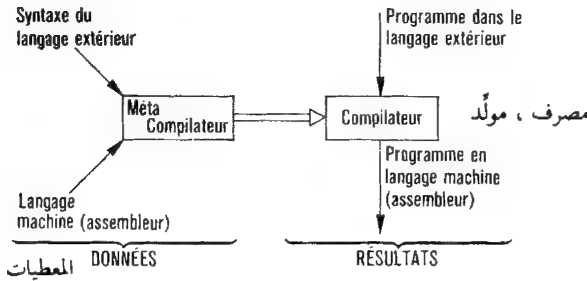 Syntaxe du
langage extérieur
Programme dans le
langage extérieur
Méta
Compilateur
Compilateur
مصرف ، مولِّد
Programme en
langage machine
(assembleur)
Langage
machine (assembleur)
DONNÉES
RÉSULTATS
المعطيات